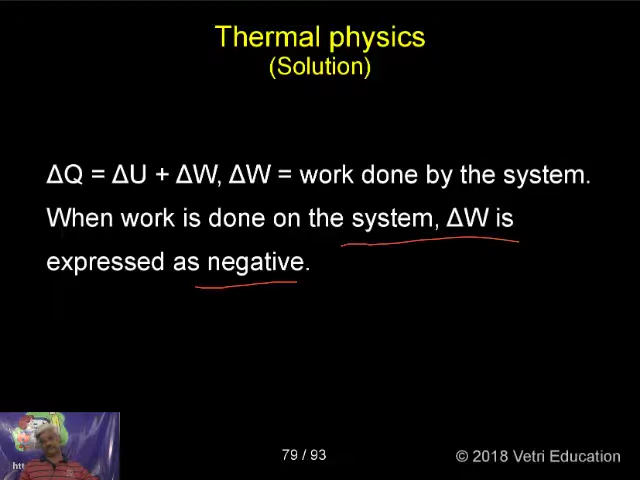 Thermal physics
(Solution)
ΔQ = ΔU + ΔW, ΔW = work done by the system.
When work is done on the system, ΔW is
expressed as negative.
htt
79 / 93
© 2018 Vetri Education